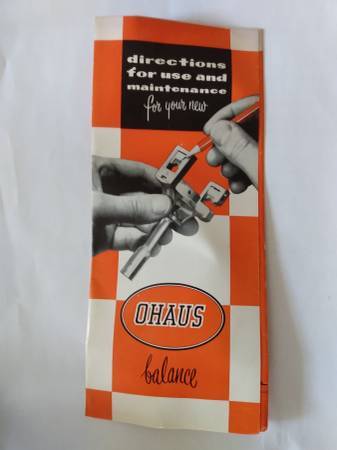 directions
for use and
maintenance
for your new
OHAUS
balance